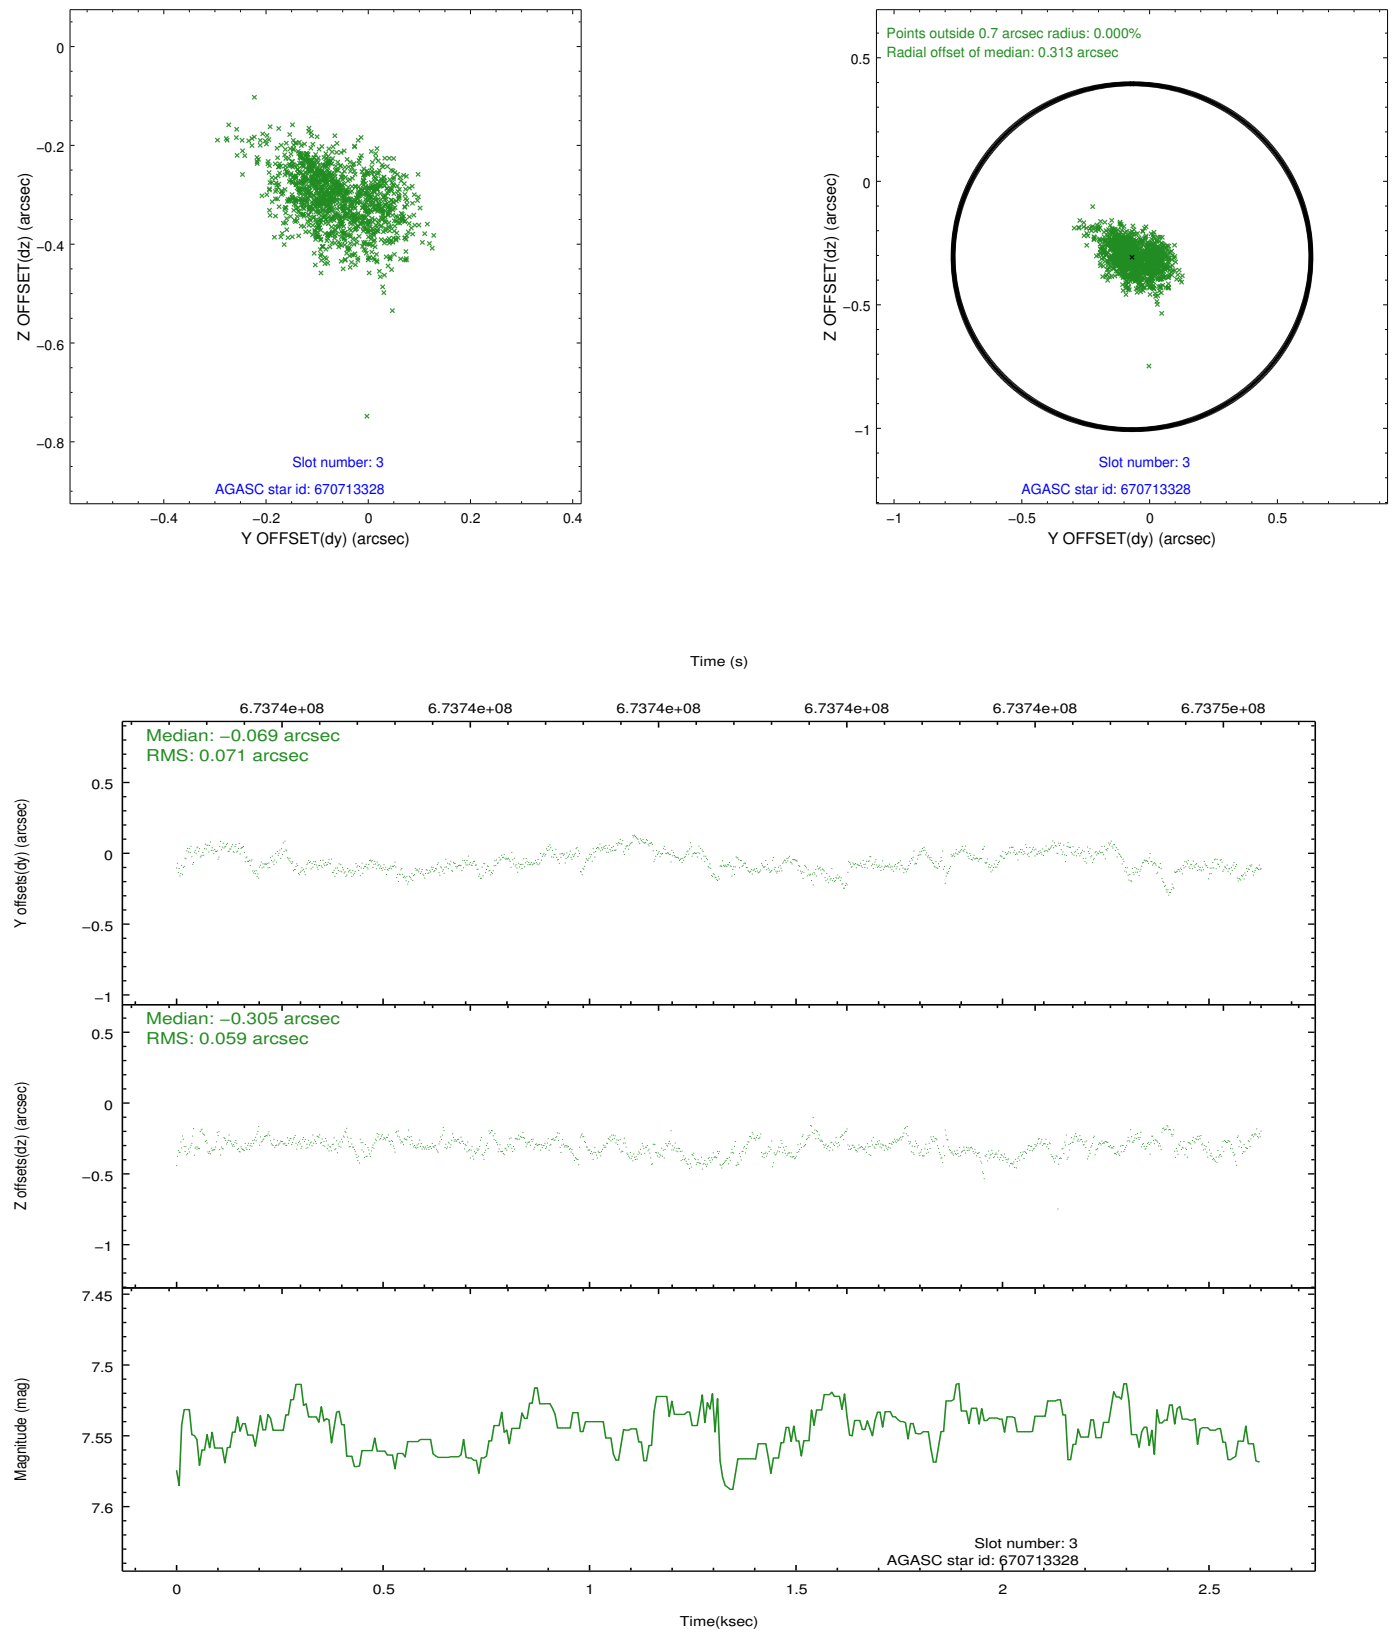 0
−0.2
−0.4
−0.6
−0.8
Z OFFSET(dz) (arcsec)
Slot number: 3
AGASC star id: 670713328
−0.4
−0.2
0
0.2
0.4
Y OFFSET(dy) (arcsec)
Points outside 0.7 arcsec radius: 0.000%
Radial offset of median: 0.313 arcsec
0.5
0
−0.5
−1
Z OFFSET(dz) (arcsec)
Slot number: 3
AGASC star id: 670713328
−1
−0.5
0
0.5
Y OFFSET(dy) (arcsec)
Time (s)
6.7374e+08
6.7374e+08
6.7374e+08
6.7374e+08
6.7374e+08
6.7375e+08
Median: −0.069 arcsec
RMS: 0.071 arcsec
0.5
0
−0.5
−1
Y offsets(dy) (arcsec)
Median: −0.305 arcsec
RMS: 0.059 arcsec
0.5
0
−0.5
−1
Z offsets(dz) (arcsec)
7.45
7.5
7.55
7.6
Magnitude (mag)
Slot number: 3
AGASC star id: 670713328
0
0.5
1
1.5
2
2.5
Time(ksec)